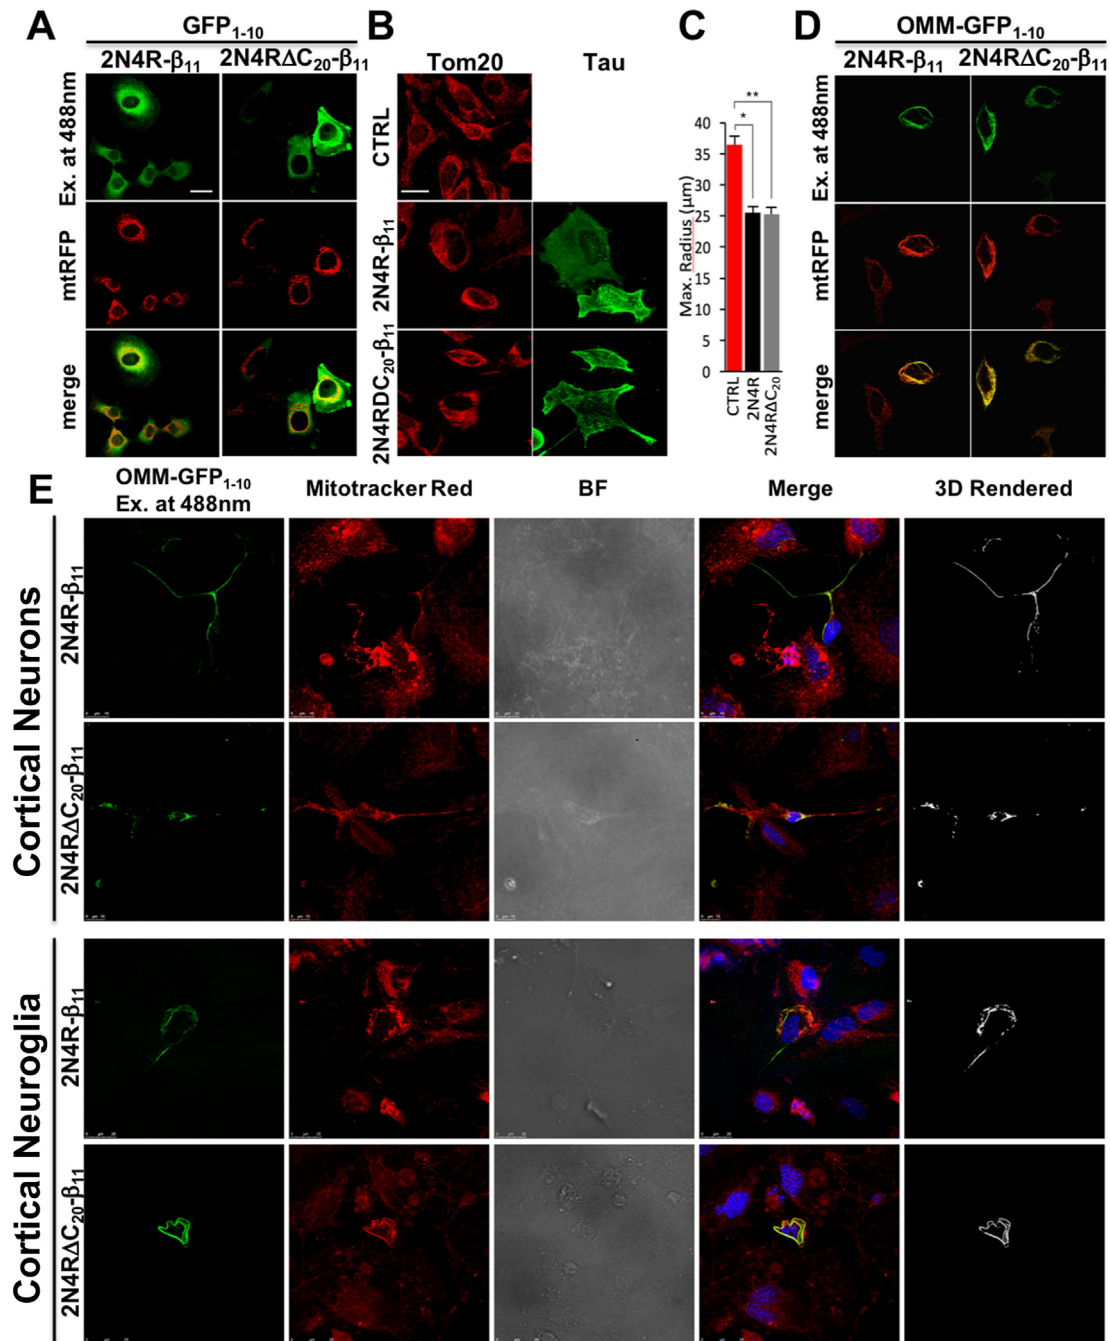 A
GFP₁₋₁₀
2N4R-β₁₁
2N4RΔC₂₀-β₁₁
Ex. at 488nm
mtRFP
merge
B
Tom20
Tau
CTRL
2N4R-β₁₁
2N4RDC₂₀-β₁₁
C
**
*
Max. Radius (μm)
40
35
30
25
20
15
10
5
0
CTRL
2N4R
2N4RΔC₂₀
D
OMM-GFP₁₋₁₀
2N4R-β₁₁
2N4RΔC₂₀-β₁₁
Ex. at 488nm
mtRFP
merge
E
OMM-GFP₁₋₁₀
Ex. at 488nm
Mitotracker Red
BF
Merge
3D Rendered
Cortical Neurons
2N4R-β₁₁
2N4RΔC₂₀-β₁₁
Cortical Neuroglia
2N4R-β₁₁
2N4RΔC₂₀-β₁₁